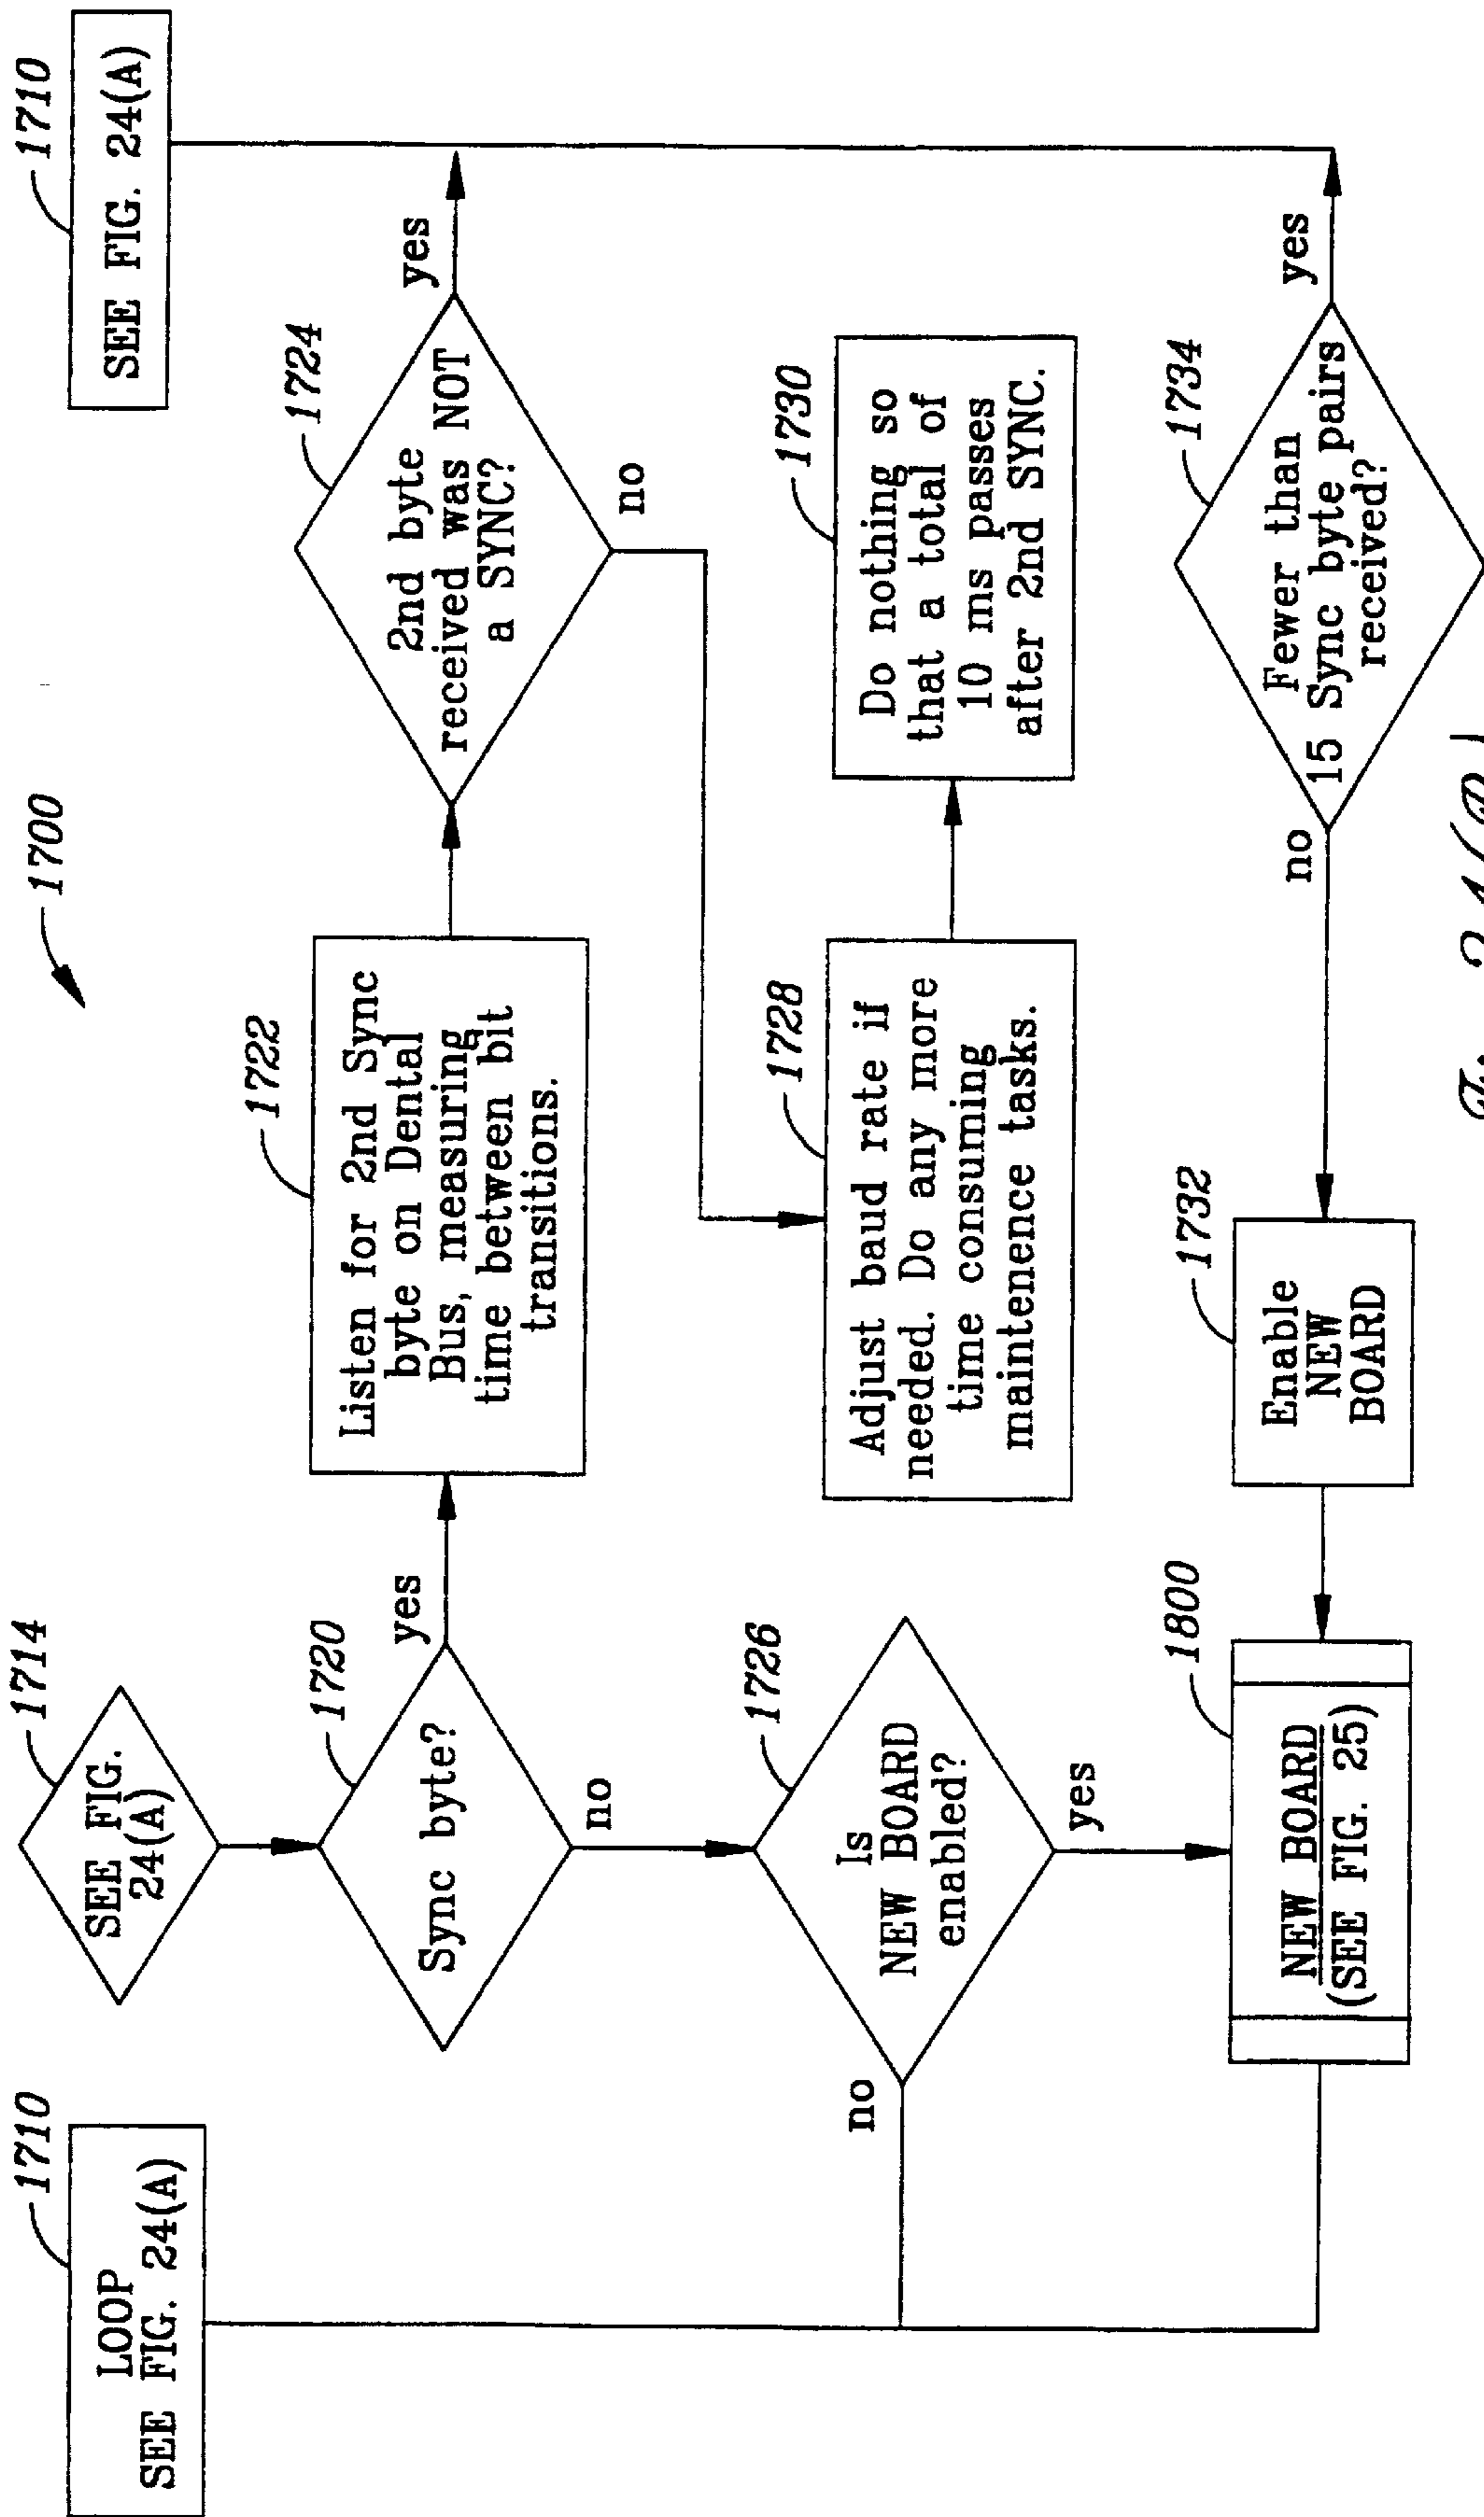 1700
1710
LOOP
SEE FIG. 24(A)
1714
SEE FIG.
24(A)
1710
SEE FIG. 24(A)
1720
Sync byte?
yes
no
1722
Listen for 2nd Sync
byte on Dental
Bus, measuring
time between bit
transitions.
1724
2nd byte
received was NOT
a SYNC?
yes
no
1726
Is
NEW BOARD
enabled?
no
yes
1728
Adjust baud rate if
needed. Do any more
time consuming
maintenence tasks.
1730
Do nothing so
that a total of
10 ms passes
after 2nd SYNC.
1800
NEW BOARD
(SEE FIG. 25)
1732
Enable
NEW
BOARD
no
1734
Fewer than
15 Sync byte pairs
received?
yes